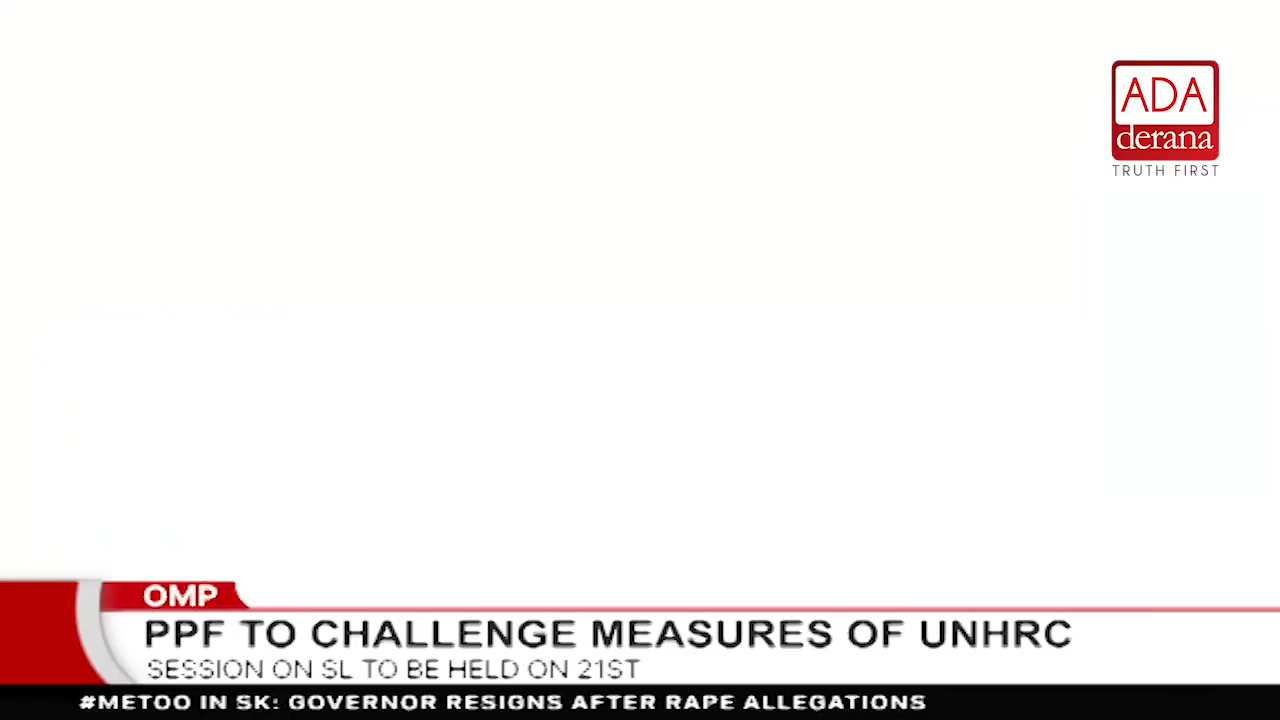 ADA
derana
TRUTH FIRST
OMP
PPF TO CHALLENGE MEASURES OF UNHRC
SESSION ON SL TO BE HELD ON 21ST
#METOO IN SK: GOVERNOR RESIGNS AFTER RAPE ALLEGATIONS